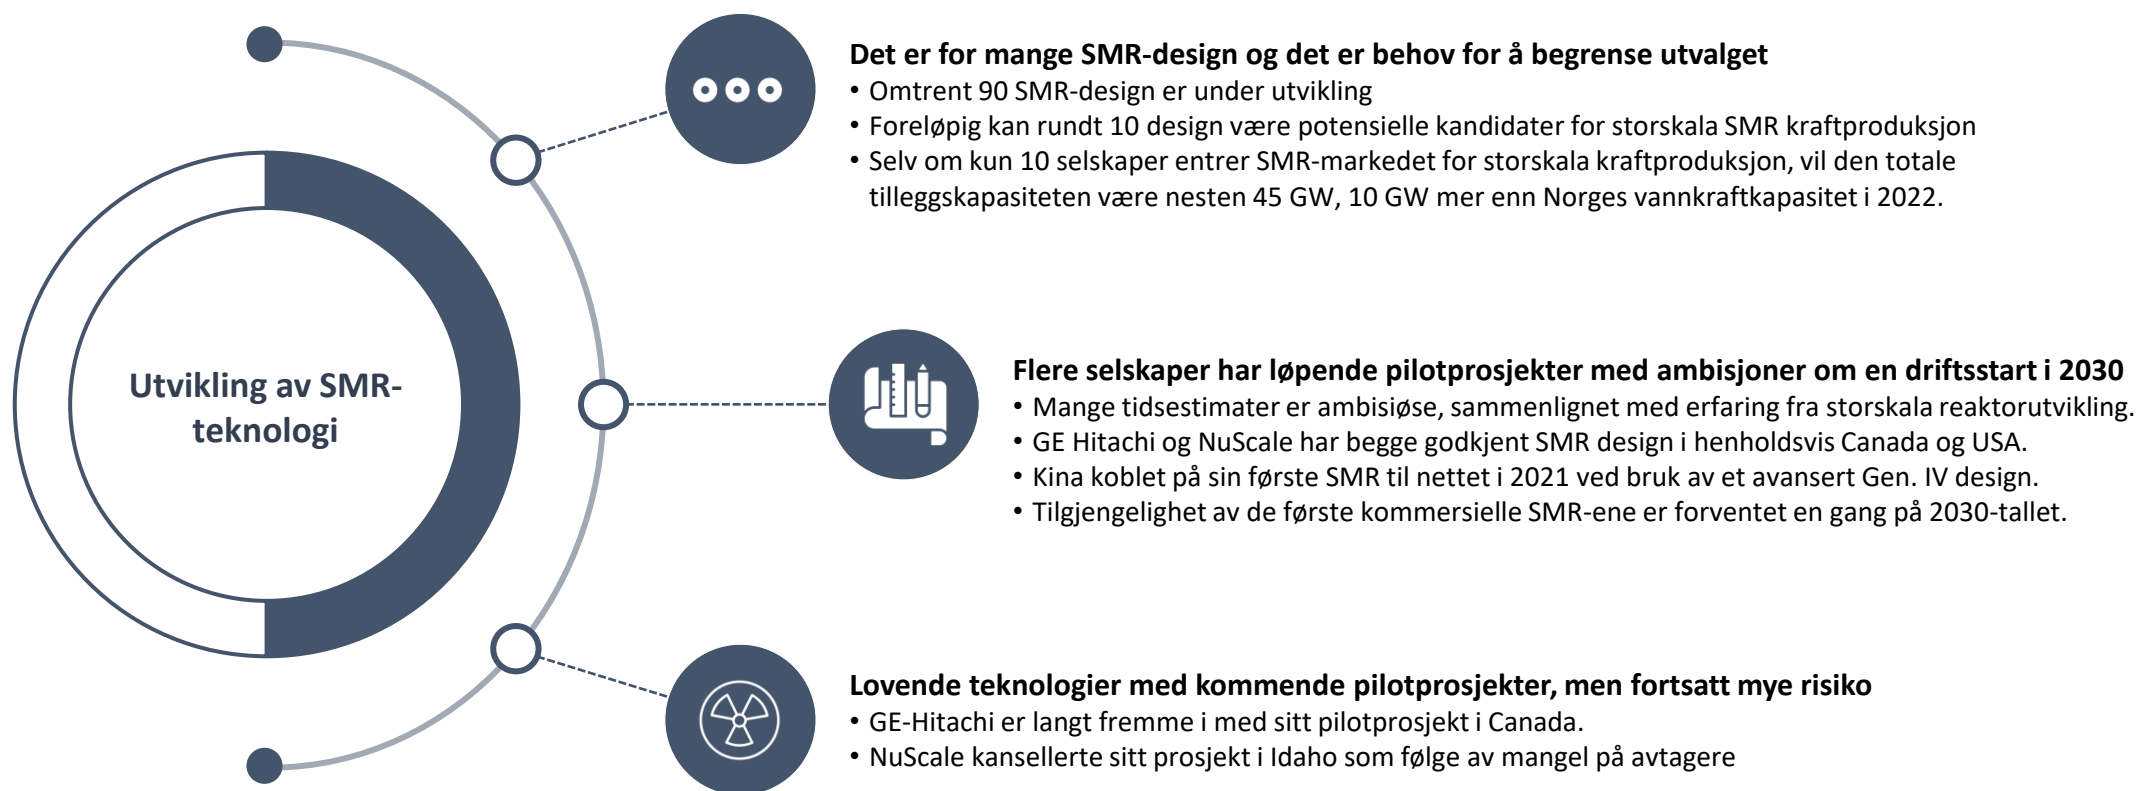 Utvikling av SMR-
teknologi
Det er for mange SMR-design og det er behov for å begrense utvalget
• Omtrent 90 SMR-design er under utvikling
• Foreløpig kan rundt 10 design være potensielle kandidater for storskala SMR kraftproduksjon
• Selv om kun 10 selskaper entrer SMR-markedet for storskala kraftproduksjon, vil den totale
tilleggskapasiteten være nesten 45 GW, 10 GW mer enn Norges vannkraftkapasitet i 2022.
Flere selskaper har løpende pilotprosjekter med ambisjoner om en driftsstart i 2030
• Mange tidsestimater er ambisiøse, sammenlignet med erfaring fra storskala reaktorutvikling.
• GE Hitachi og NuScale har begge godkjent SMR design i henholdsvis Canada og USA.
• Kina koblet på sin første SMR til nettet i 2021 ved bruk av et avansert Gen. IV design.
• Tilgjengelighet av de første kommersielle SMR-ene er forventet en gang på 2030-tallet.
Lovende teknologier med kommende pilotprosjekter, men fortsatt mye risiko
• GE-Hitachi er langt fremme i med sitt pilotprosjekt i Canada.
• NuScale kansellerte sitt prosjekt i Idaho som følge av mangel på avtagere